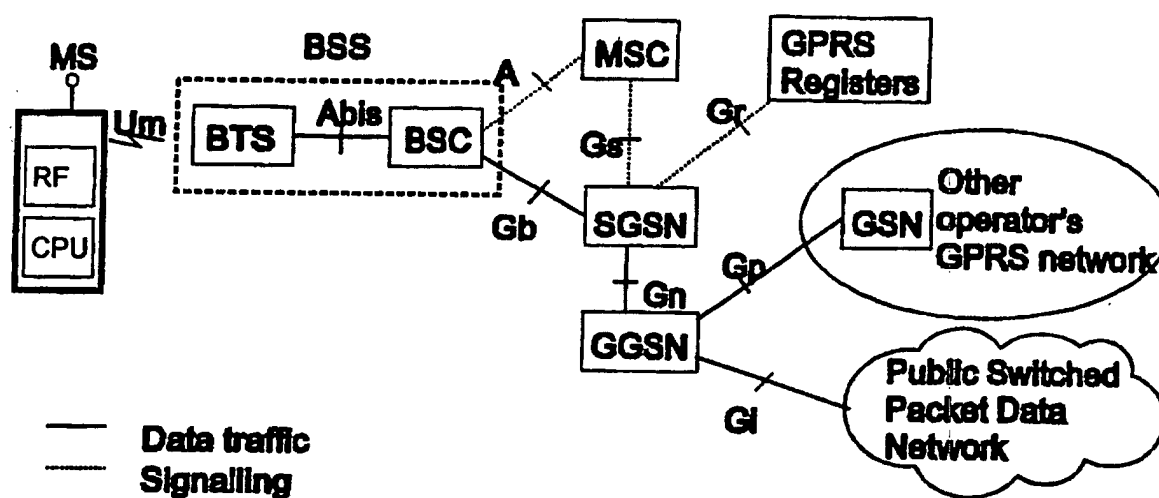 MS
BSS
MSC
GPRS
Registers
A
Um
BTS
Abis
BSC
Gs
Gr
RF
CPU
Gb
SGSN
GSN
Other
operator's
GPRS network
Gn
Gp
GGSN
Gi
Public Switched
Packet Data
Network
Data traffic
Signalling